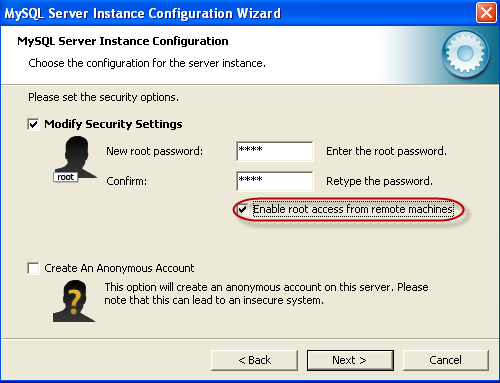 MySQL Server Instance Configuration Wizard
MySQL Server Instance Configuration
Choose the configuration for the server instance.
Please set the security options.
Modify Security Settings
New root password: **** Enter the root password.
root
Confirm: **** Retype the password.
Enable root access from remote machines
Create An Anonymous Account
This option will create an anonymous account on this server. Please
note that this can lead to an insecure system.
< Back Next > Cancel